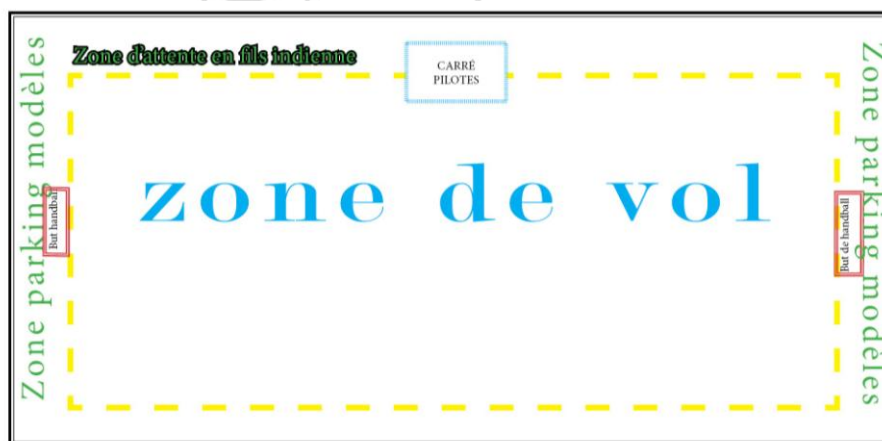 Zone d'attente en fils indienne
CARRÉ
PILOTES
Zone parking modèles
But handball
zone de vol
But de handball
Zone parking modèles